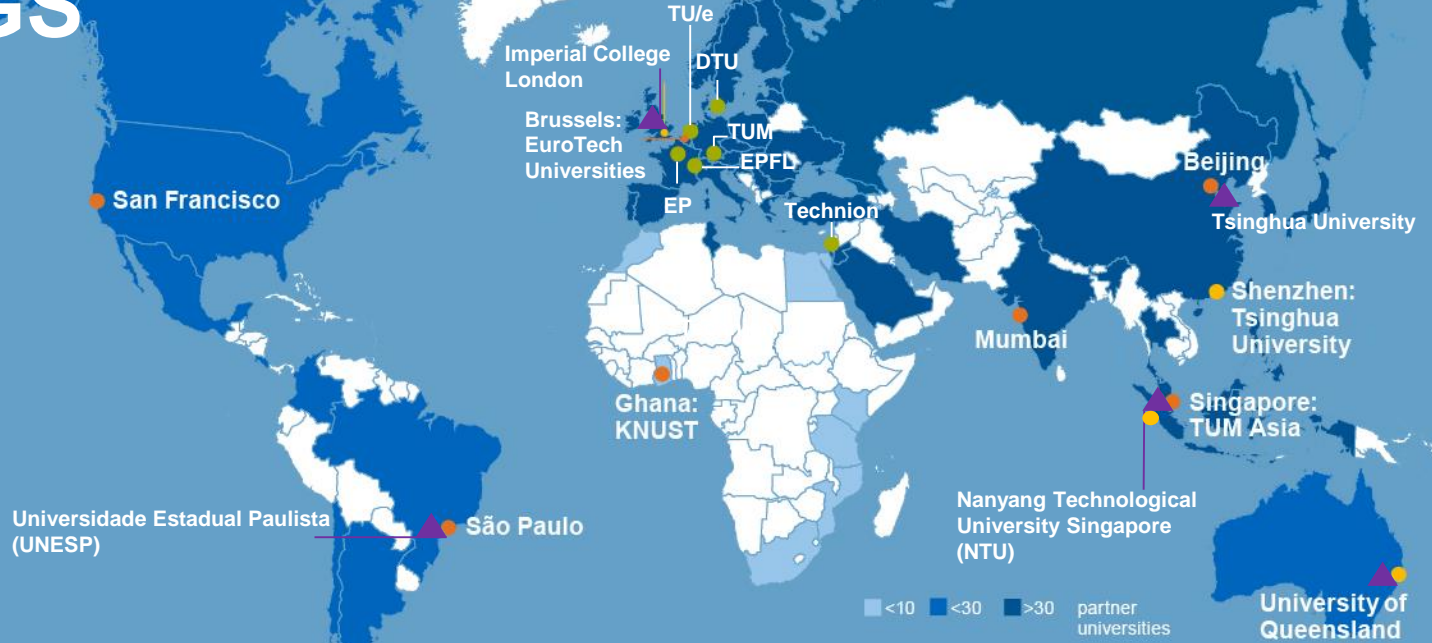 GS
TU/e
Imperial College
London
DTU
Brussels:
EuroTech
Universities
TUM
EPFL
EP
Technion
San Francisco
Beijing
Tsinghua University
Shenzhen:
Tsinghua
University
Mumbai
Ghana:
KNUST
Singapore:
TUM Asia
Nanyang Technological
University Singapore
(NTU)
Universidade Estadual Paulista
(UNESP)
São Paulo
<10 <30 >30 partner
universities
University of
Queensland